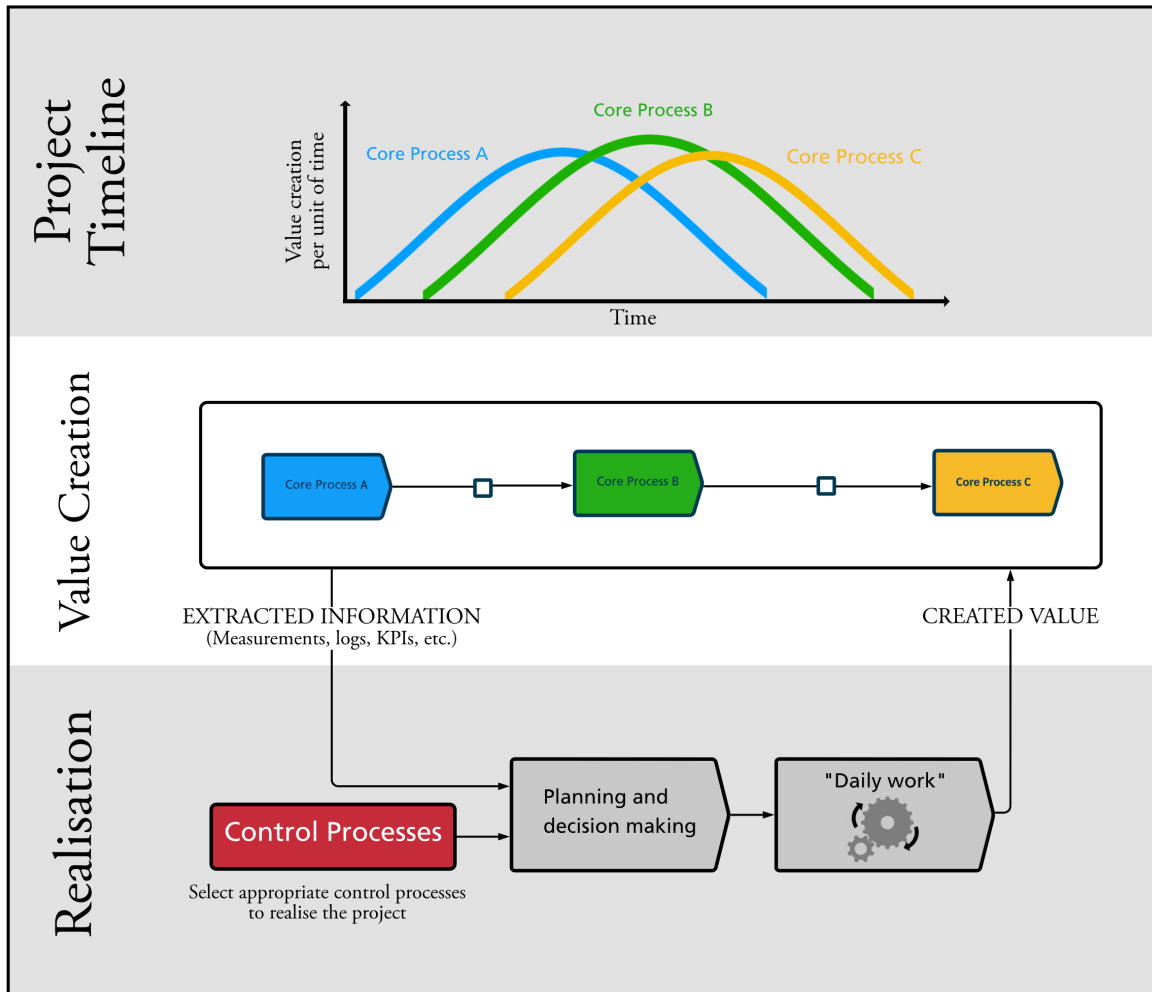 Project
Timeline
Core Process B
Core Process A
Core Process C
Value creation
per unit of time
Time
Value Creation
Core Process A
Core Process B
Core Process C
EXTRACTED INFORMATION
(Measurements, logs, KPIs, etc.)
CREATED VALUE
Realisation
Control Processes
Select appropriate control processes
to realise the project
Planning and
decision making
"Daily work"